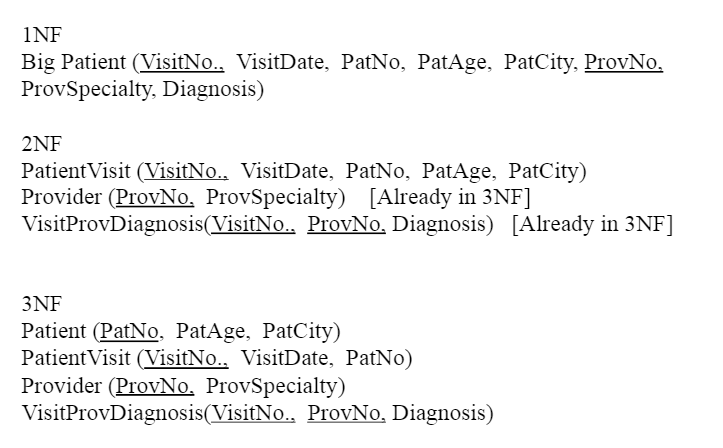 1NF
Big Patient (VisitNo., VisitDate, PatNo, PatAge, PatCity, ProvNo,
ProvSpecialty, Diagnosis)
2NF
PatientVisit (VisitNo., VisitDate, PatNo, PatAge, PatCity)
Provider (ProvNo, ProvSpecialty) [Already in 3NF]
VisitProvDiagnosis(VisitNo., ProvNo, Diagnosis) [Already in 3NF]
3NF
Patient (PatNo, PatAge, PatCity)
PatientVisit (VisitNo., VisitDate, PatNo)
Provider (ProvNo, ProvSpecialty)
VisitProvDiagnosis(VisitNo., ProvNo, Diagnosis)